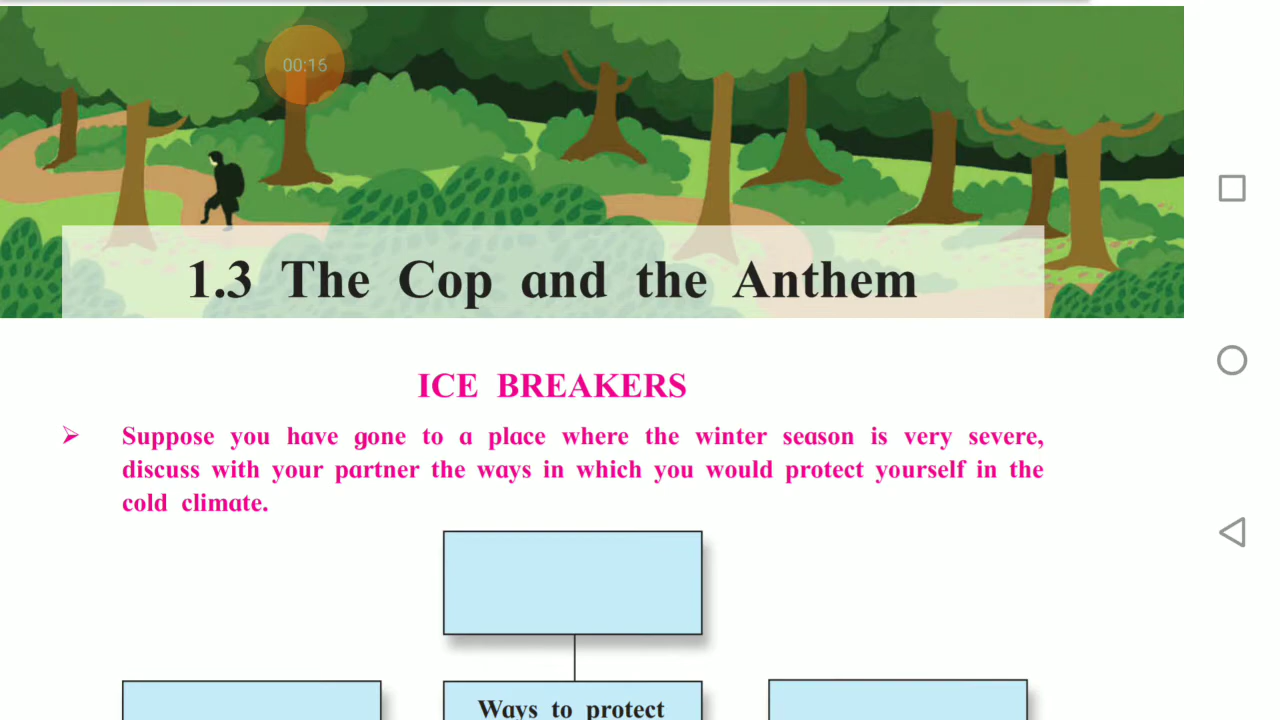 00:16
1.3 The Cop and the Anthem
ICE BREAKERS
➢ Suppose you have gone to a place where the winter season is very severe,
discuss with your partner the ways in which you would protect yourself in the
cold climate.
Ways to protect